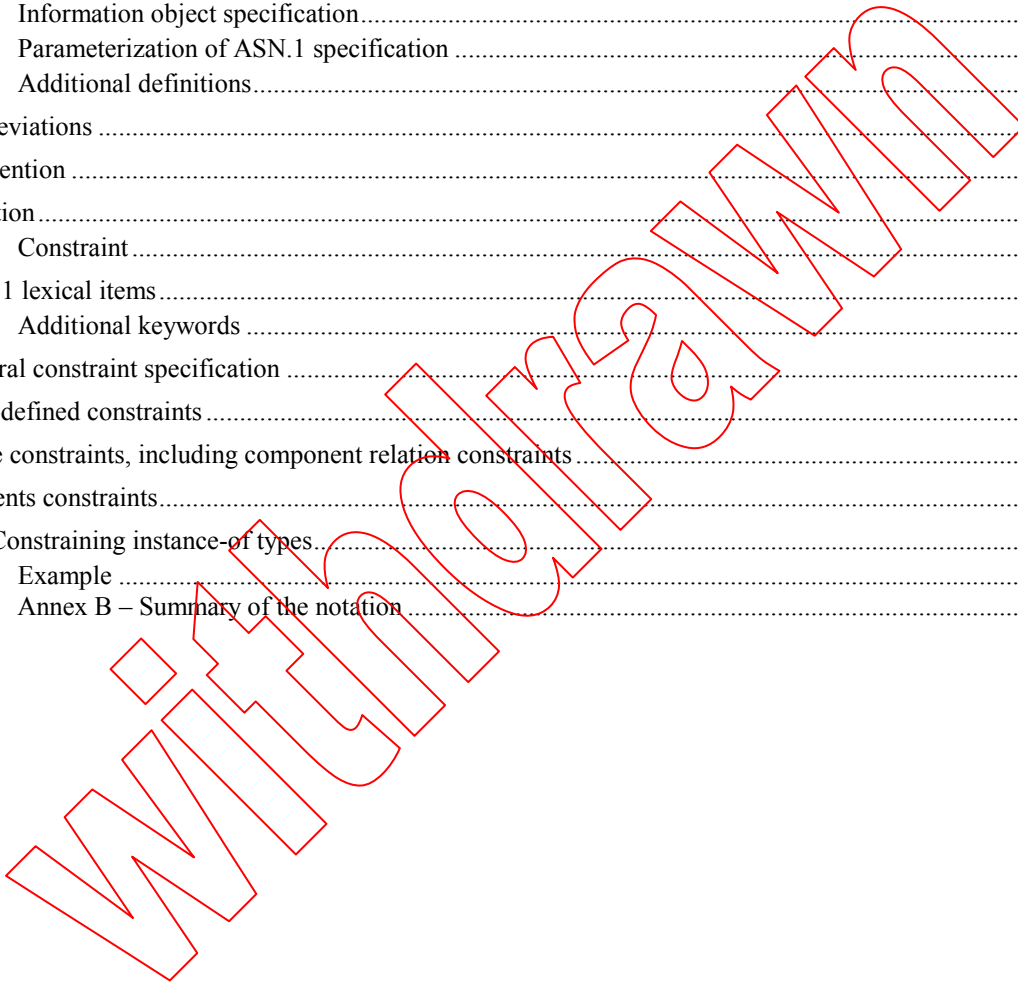 Information object specification
Parameterization of ASN.1 specification
Additional definitions
eviations
ention
tion
Constraint
1 lexical items
Additional keywords
ral constraint specification
defined constraints
e constraints, including component relation constraints
ents constraints
Constraining instance-of types
Example
Annex B – Summary of the notation
withdrawn